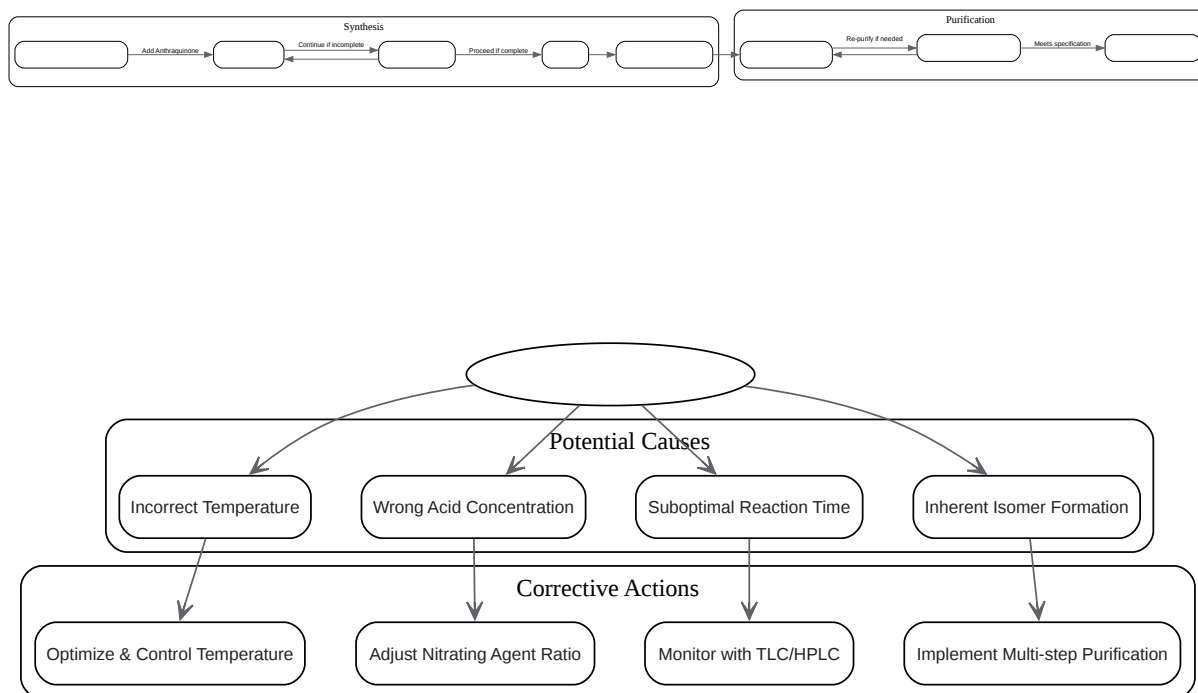 Synthesis
Purification
Add Anthraquinone
Continue if incomplete
Proceed if complete
Re-purify if needed
Meets specification
Potential Causes
Incorrect Temperature
Wrong Acid Concentration
Suboptimal Reaction Time
Inherent Isomer Formation
Corrective Actions
Optimize & Control Temperature
Adjust Nitrating Agent Ratio
Monitor with TLC/HPLC
Implement Multi-step Purification